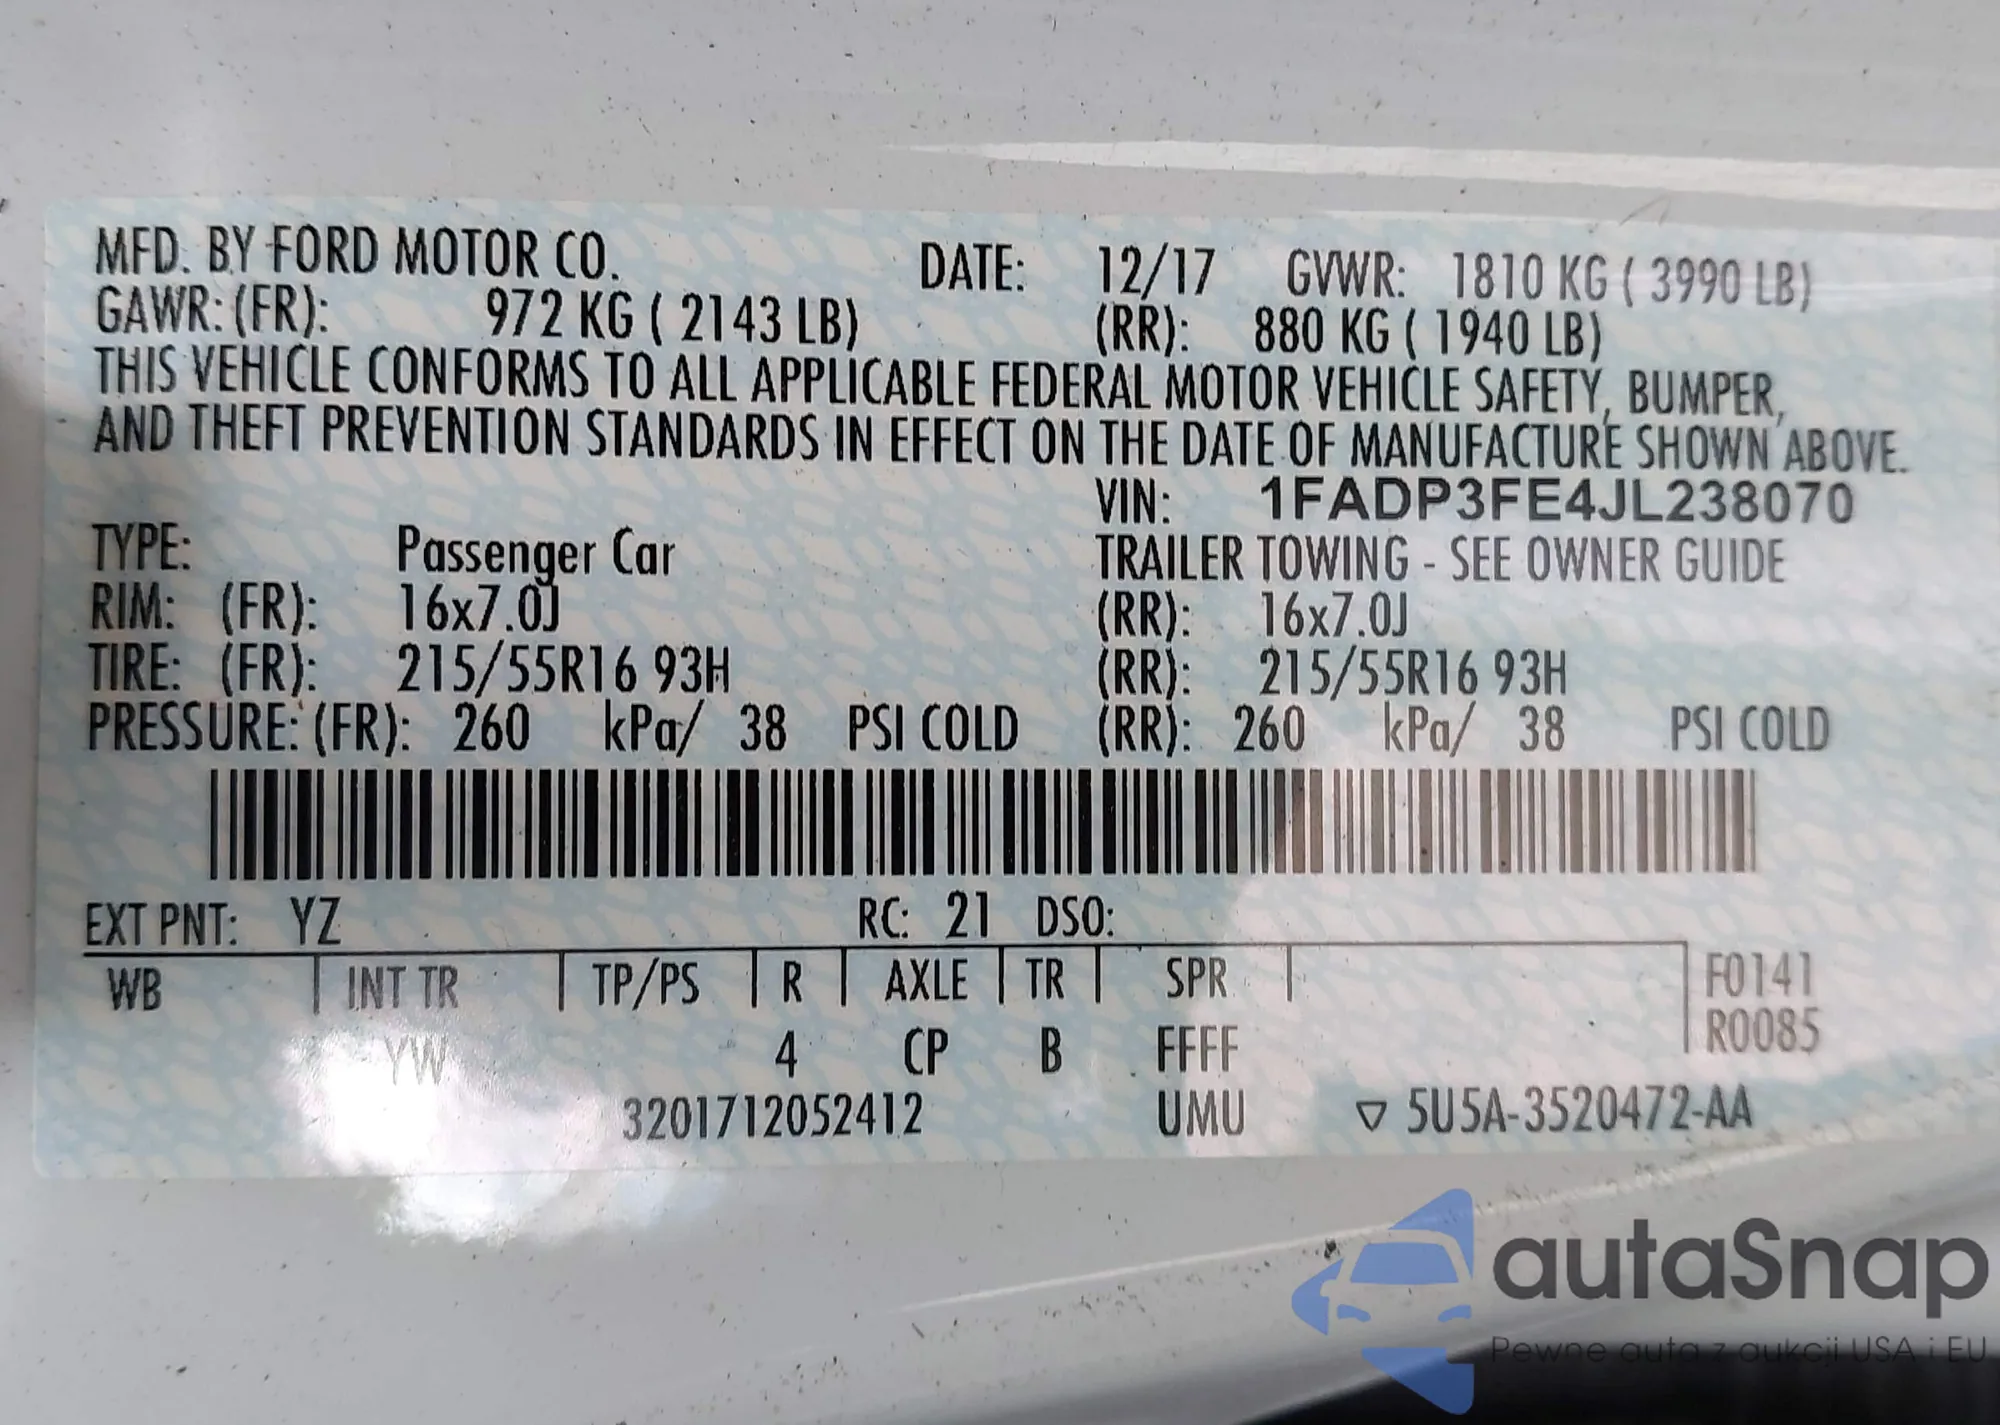 MFD. BY FORD MOTOR CO. DATE: 12/17 GVWR: 1810 KG ( 3990 LB)
GAWR: (FR): 972 KG ( 2143 LB) (RR): 880 KG ( 1940 LB)
THIS VEHICLE CONFORMS TO ALL APPLICABLE FEDERAL MOTOR VEHICLE SAFETY, BUMPER,
AND THEFT PREVENTION STANDARDS IN EFFECT ON THE DATE OF MANUFACTURE SHOWN ABOVE.
VIN: 1FADP3FE4JL238070
TYPE: Passenger Car TRAILER TOWING - SEE OWNER GUIDE
RIM: (FR): 16x7.0J (RR): 16x7.0J
TIRE: (FR): 215/55R16 93H (RR): 215/55R16 93H
PRESSURE: (FR): 260 kPa/ 38 PSI COLD (RR): 260 kPa/ 38 PSI COLD
EXT PNT: YZ RC: 21 DSO:
WB INT TR TP/PS R AXLE TR SPR F0141
R0085
YW 4 CP B FFFF
3201712052412 UMU ▽ 5U5A-3520472-AA
autaSnap
Pewne auta z aukcji USA i EU